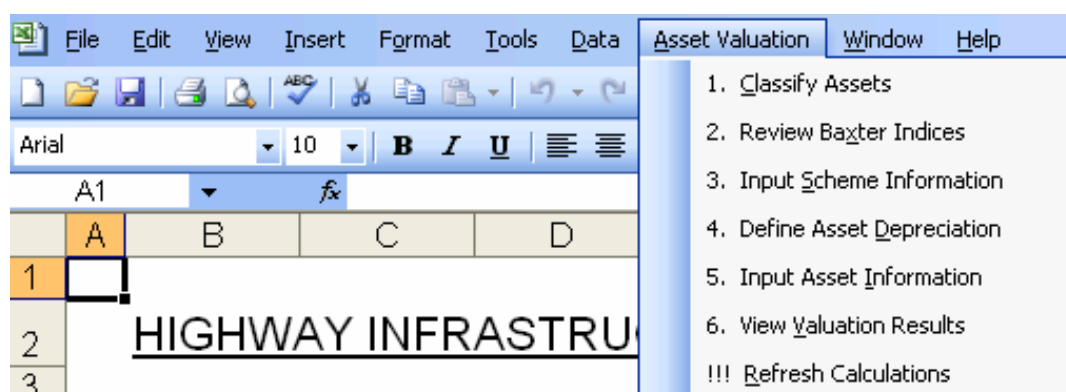 File Edit View Insert Format Tools Data Asset Valuation Window Help
1. Classify Assets
ABC
2. Review Baxter Indices
Arial 10 B I U
3. Input Scheme Information
A1 fx
4. Define Asset Depreciation
A B C D
5. Input Asset Information
1
6. View Valuation Results
2 HIGHWAY INFRASTRU
!!! Refresh Calculations
3